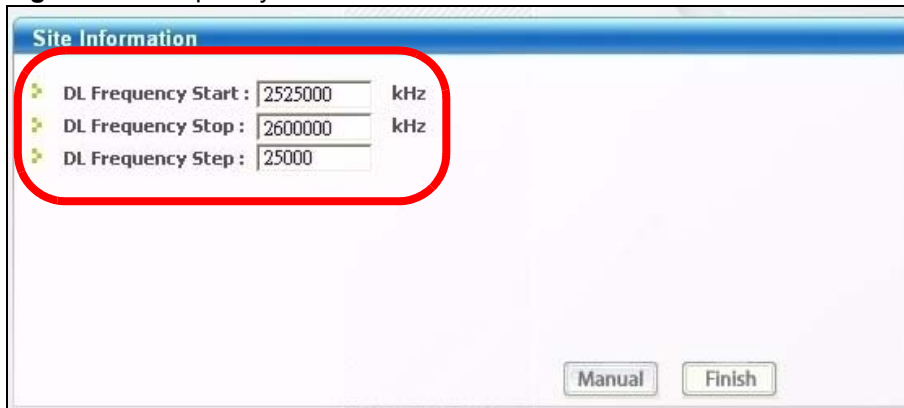 Site Information
DL Frequency Start : 2525000 kHz
DL Frequency Stop : 2600000 kHz
DL Frequency Step : 25000
Manual Finish